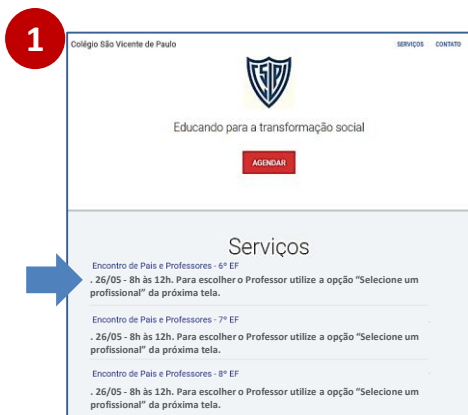 1
Colégio São Vicente de Paulo
SERVIÇOS CONTATO
CSVP
Educando para a transformação social
AGENDAR
Serviços
Encontro de Pais e Professores - 6º EF
. 26/05 - 8h às 12h. Para escolher o Professor utilize a opção “Selecione um
profissional” da próxima tela.
Encontro de Pais e Professores - 7º EF
. 26/05 - 8h às 12h. Para escolher o Professor utilize a opção “Selecione um
profissional” da próxima tela.
Encontro de Pais e Professores - 8º EF
. 26/05 - 8h às 12h. Para escolher o Professor utilize a opção “Selecione um
profissional” da próxima tela.